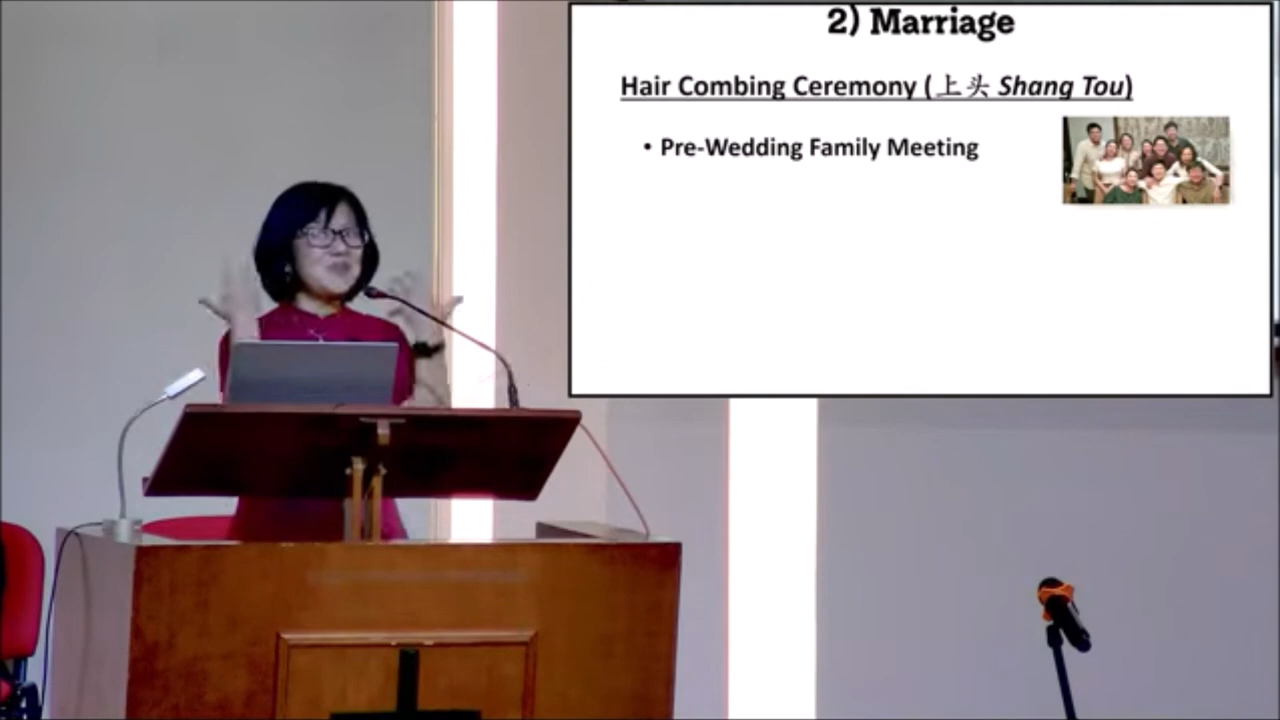 2) Marriage
Hair Combing Ceremony (上头 Shang Tou)
• Pre-Wedding Family Meeting